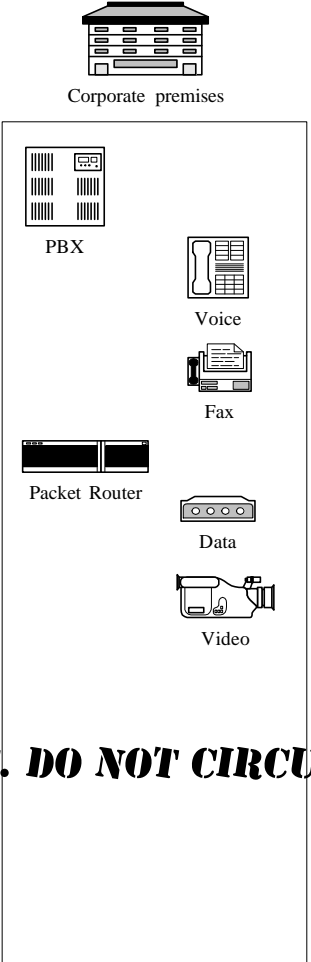 Corporate premises
PBX
Voice
Fax
Packet Router
Data
Video
. DO NOT CIRCU